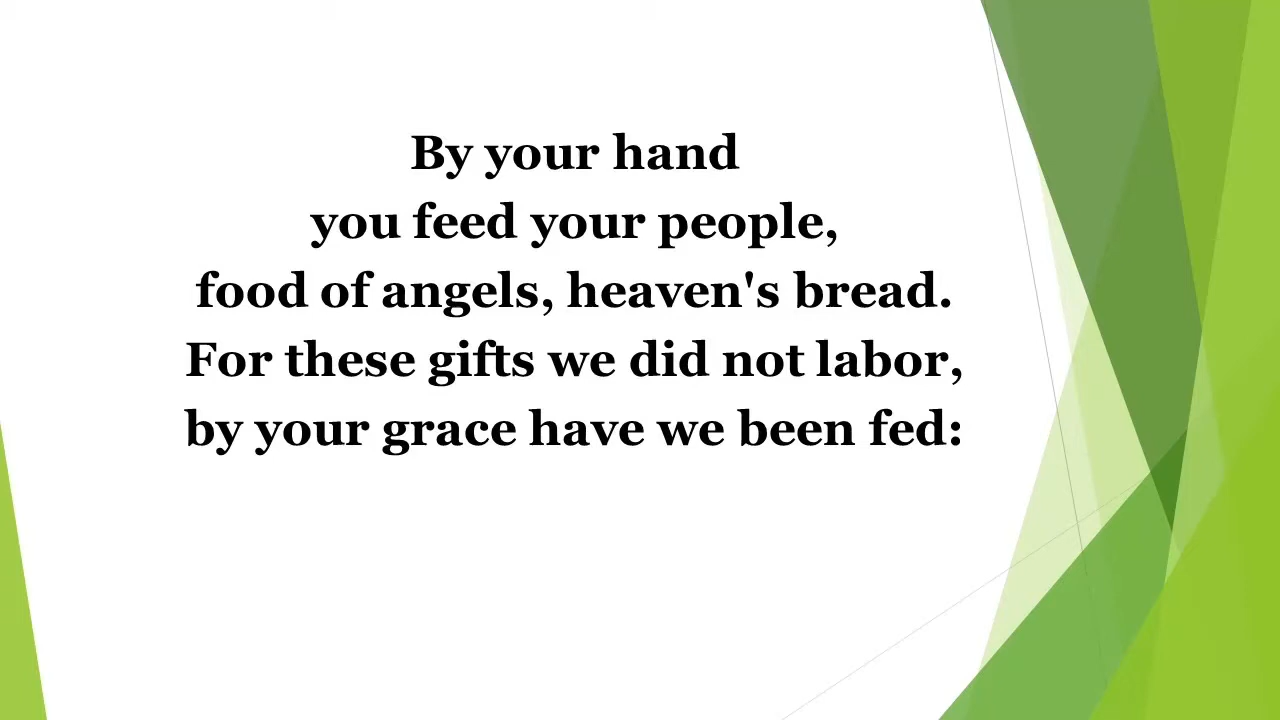 By your hand
you feed your people,
food of angels, heaven's bread.
For these gifts we did not labor,
by your grace have we been fed: